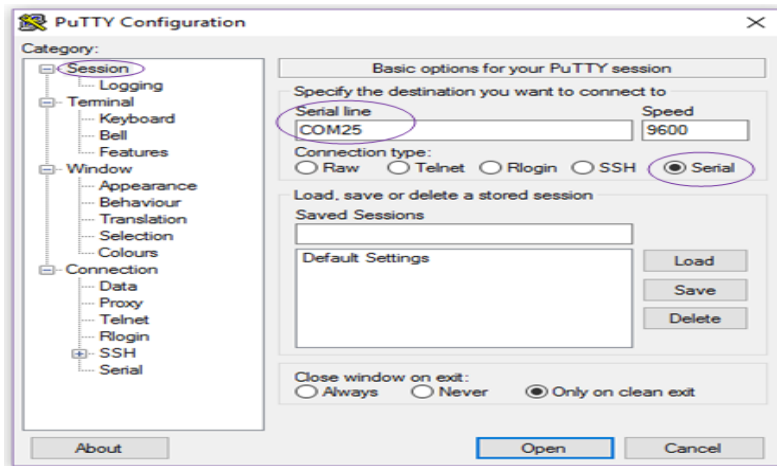 PuTTY Configuration
Category:
Session
Logging
Terminal
Keyboard
Bell
Features
Window
Appearance
Behaviour
Translation
Selection
Colours
Connection
Data
Proxy
Telnet
Rlogin
SSH
Serial
Basic options for your PuTTY session
Specify the destination you want to connect to
Serial line Speed
COM25 9600
Connection type:
Raw Telnet Rlogin SSH Serial
Load, save or delete a stored session
Saved Sessions
Default Settings
Load
Save
Delete
Close window on exit:
Always Never Only on clean exit
About Open Cancel